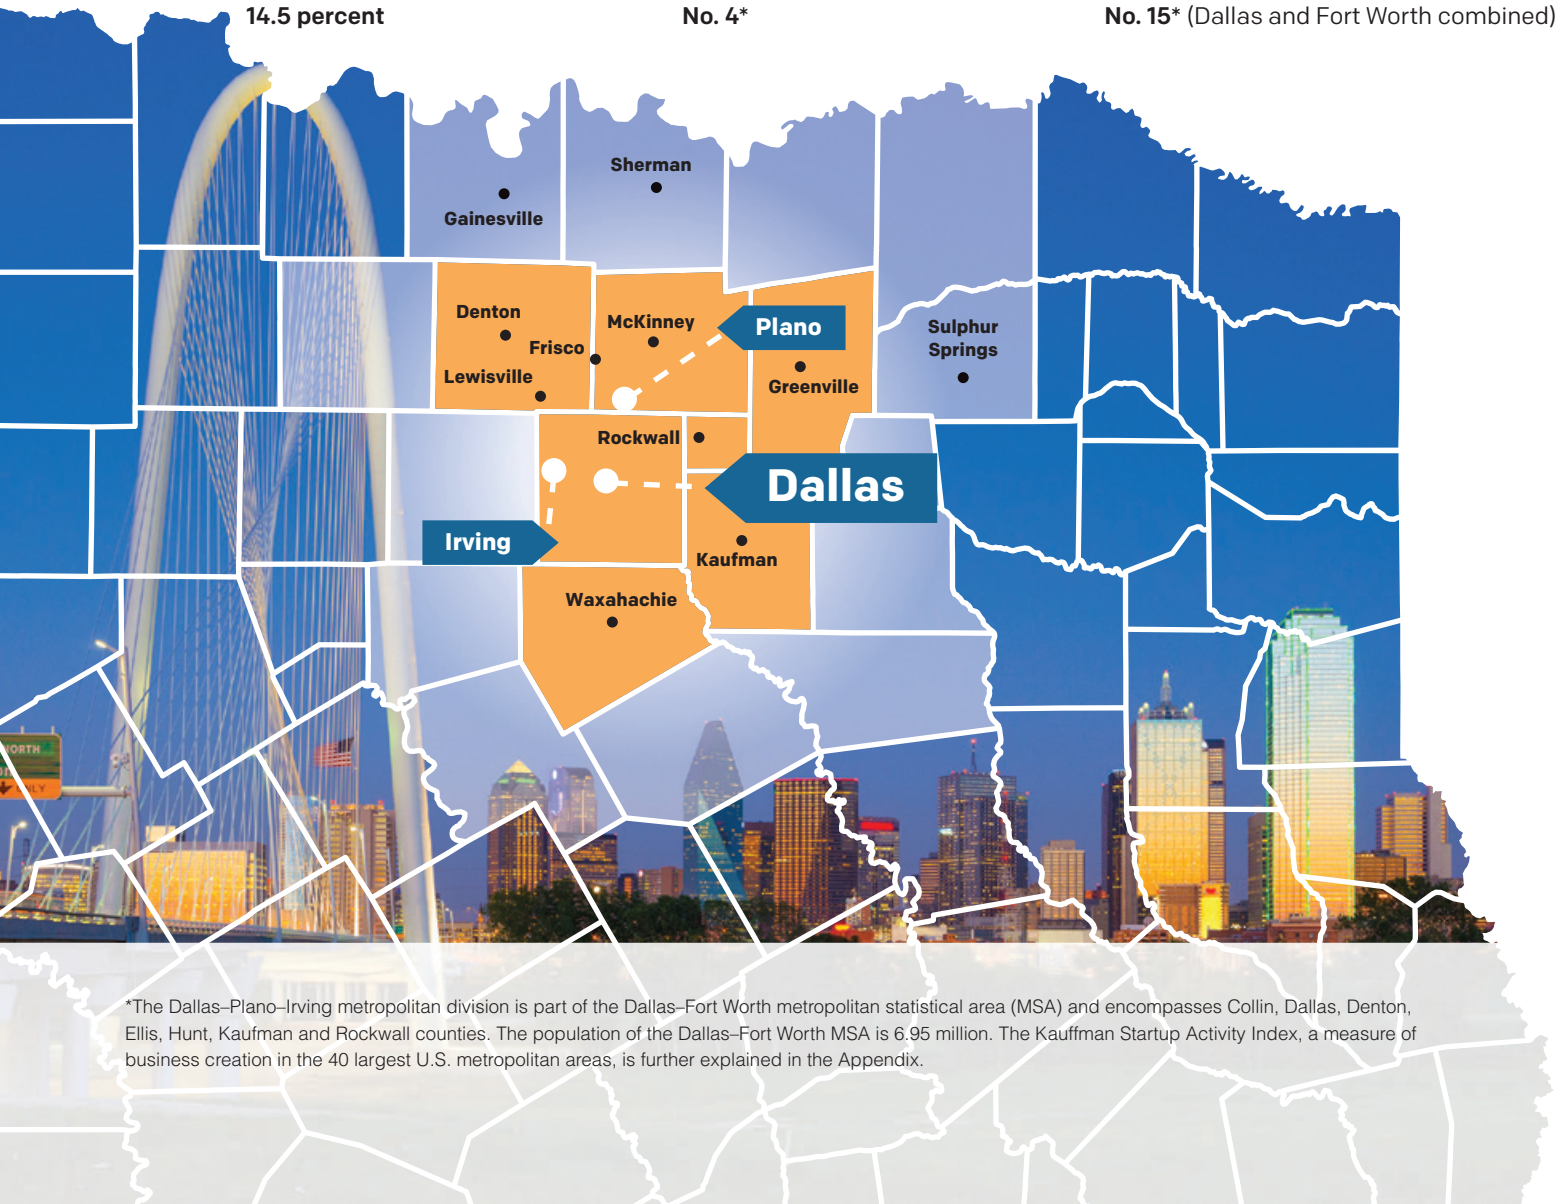 14.5 percent
No. 4*
No. 15* (Dallas and Fort Worth combined)
Sherman
Gainesville
Denton
McKinney
Plano
Frisco
Sulphur
Springs
Lewisville
Greenville
Rockwall
Dallas
Irving
Kaufman
Waxahachie
NORTH
ONLY
*The Dallas–Plano–Irving metropolitan division is part of the Dallas–Fort Worth metropolitan statistical area (MSA) and encompasses Collin, Dallas, Denton,
Ellis, Hunt, Kaufman and Rockwall counties. The population of the Dallas–Fort Worth MSA is 6.95 million. The Kauffman Startup Activity Index, a measure of
business creation in the 40 largest U.S. metropolitan areas, is further explained in the Appendix.